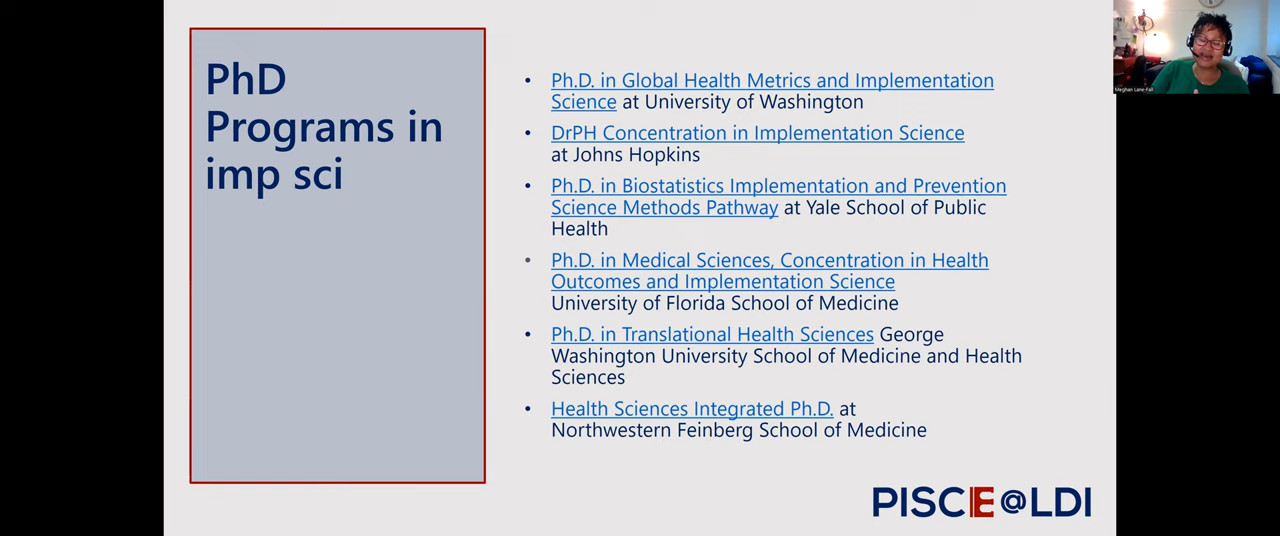 PhD
Programs in
imp sci
• Ph.D. in Global Health Metrics and Implementation
Science at University of Washington
• DrPH Concentration in Implementation Science
at Johns Hopkins
• Ph.D. in Biostatistics Implementation and Prevention
Science Methods Pathway at Yale School of Public
Health
• Ph.D. in Medical Sciences, Concentration in Health
Outcomes and Implementation Science
University of Florida School of Medicine
• Ph.D. in Translational Health Sciences George
Washington University School of Medicine and Health
Sciences
• Health Sciences Integrated Ph.D. at
Northwestern Feinberg School of Medicine
PISCE@LDI
Meghan Lane-Fall